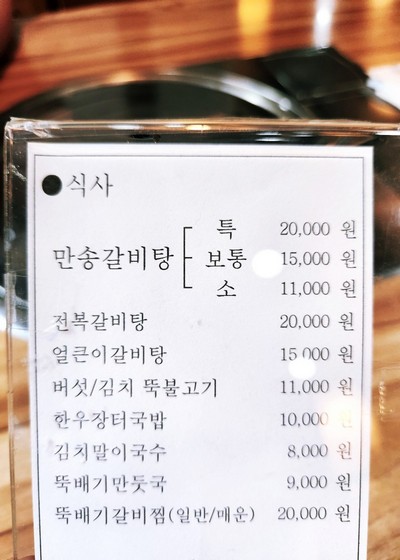 ●식사
특 20,000 원
만송갈비탕 보통 15,000 원
소 11,000 원
전복갈비탕 20,000 원
얼큰이갈비탕 15 000 원
버섯/김치 뚝불고기 11,000 원
한우장터국밥 10,000 원
김치말이국수 8,000 원
뚝배기만둣국 9,000 원
뚝배기갈비찜(일반/매운) 20,000 원